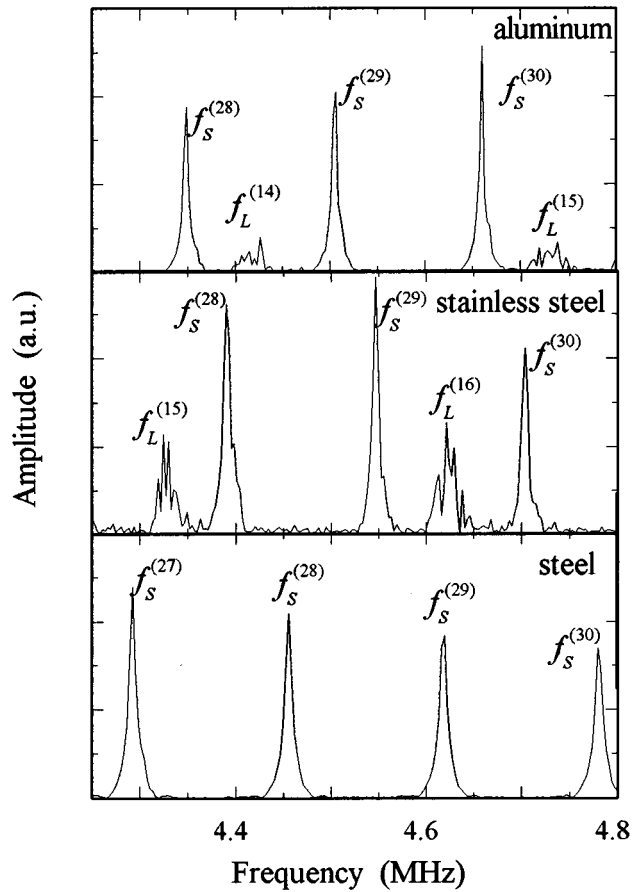 aluminum
f_S^(28)
f_L^(14)
f_S^(29)
f_S^(30)
f_L^(15)
stainless steel
f_L^(15)
f_S^(28)
f_S^(29)
f_L^(16)
f_S^(30)
steel
f_S^(27)
f_S^(28)
f_S^(29)
f_S^(30)
Amplitude (a.u.)
4.4 4.6 4.8
Frequency (MHz)